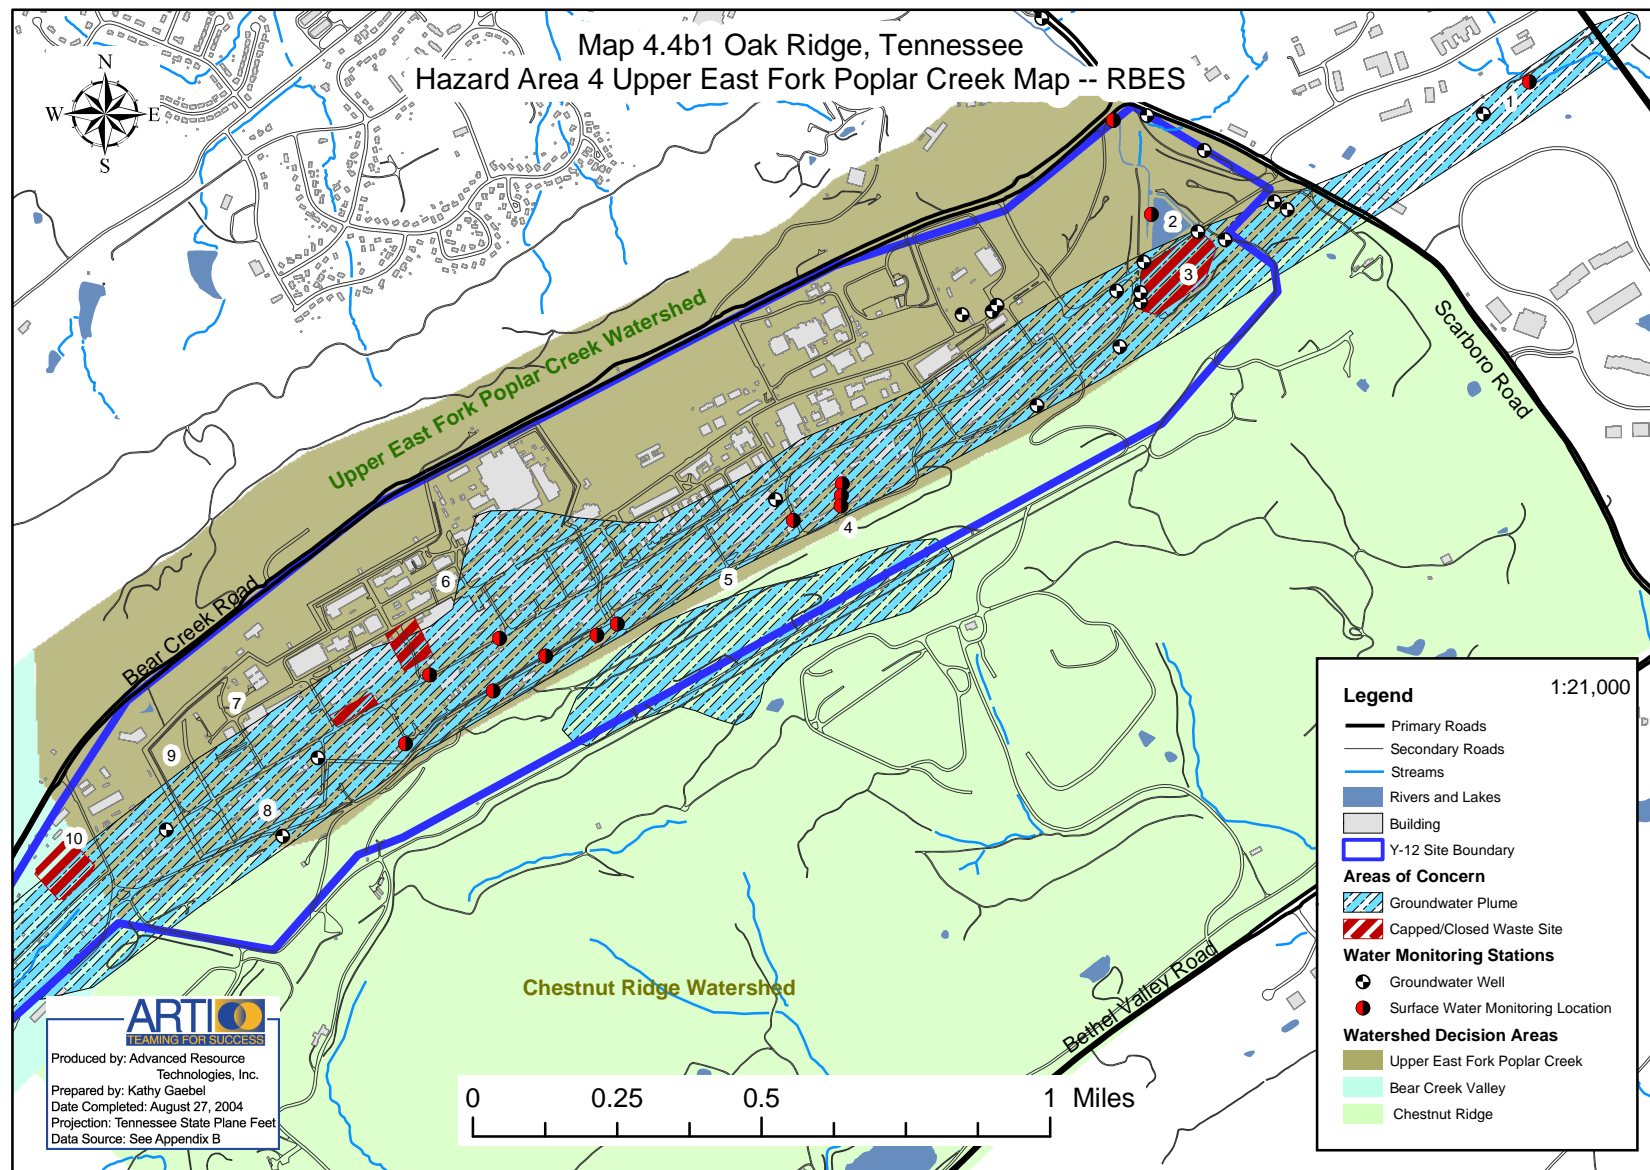 Map 4.4b1 Oak Ridge, Tennessee
Hazard Area 4 Upper East Fork Poplar Creek Map -- RBES
N
W E
S
1
2
3
Scarboro Road
Upper East Fork Poplar Creek Watershed
4
5
6
Bear Creek Road
7
9
8
10
Chestnut Ridge Watershed
Bethel Valley Road
Legend 1:21,000
Primary Roads
Secondary Roads
Streams
Rivers and Lakes
Building
Y-12 Site Boundary
Areas of Concern
Groundwater Plume
Capped/Closed Waste Site
Water Monitoring Stations
Groundwater Well
Surface Water Monitoring Location
Watershed Decision Areas
Upper East Fork Poplar Creek
Bear Creek Valley
Chestnut Ridge
ARTI
TEAMING FOR SUCCESS
Produced by: Advanced Resource
Technologies, Inc.
Prepared by: Kathy Gaebel
Date Completed: August 27, 2004
Projection: Tennessee State Plane Feet
Data Source: See Appendix B
0 0.25 0.5 1 Miles